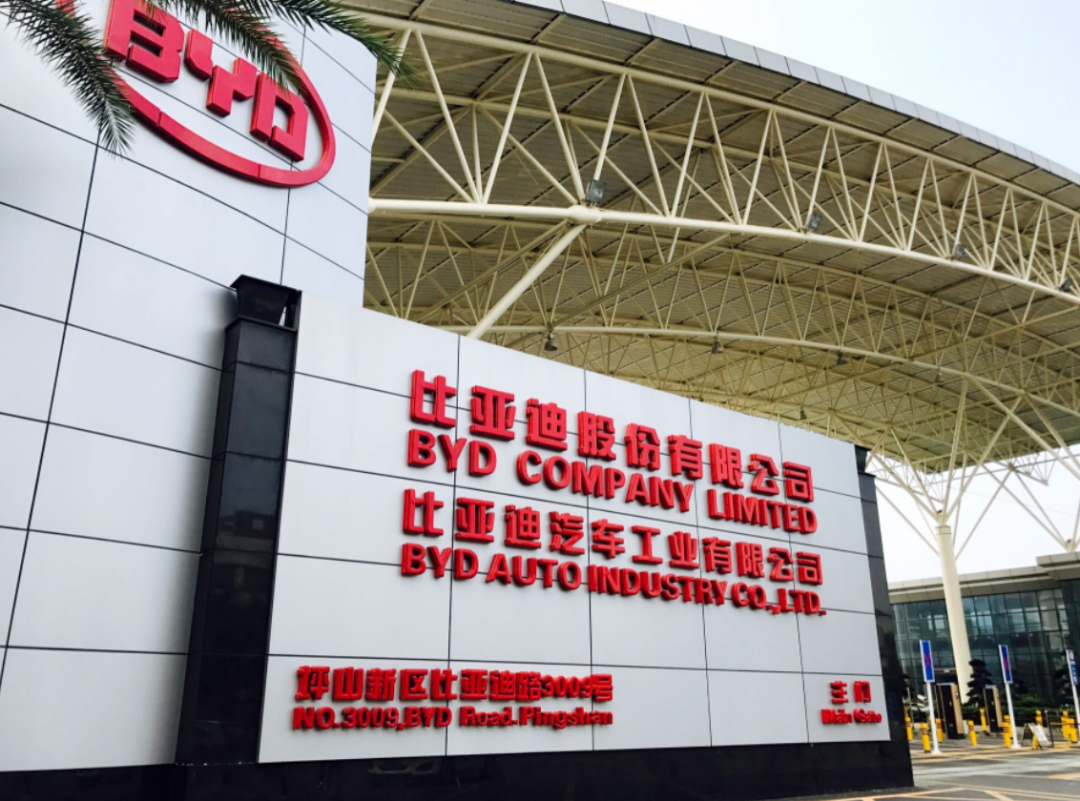 BYD
比亚迪股份有限公司
BYD COMPANY LIMITED
比亚迪汽车工业有限公司
BYD AUTO INDUSTRY CO.,LTD.
坪山新区比亚迪路3009号
NO.3009,BYD Road.Pingshan
主 门